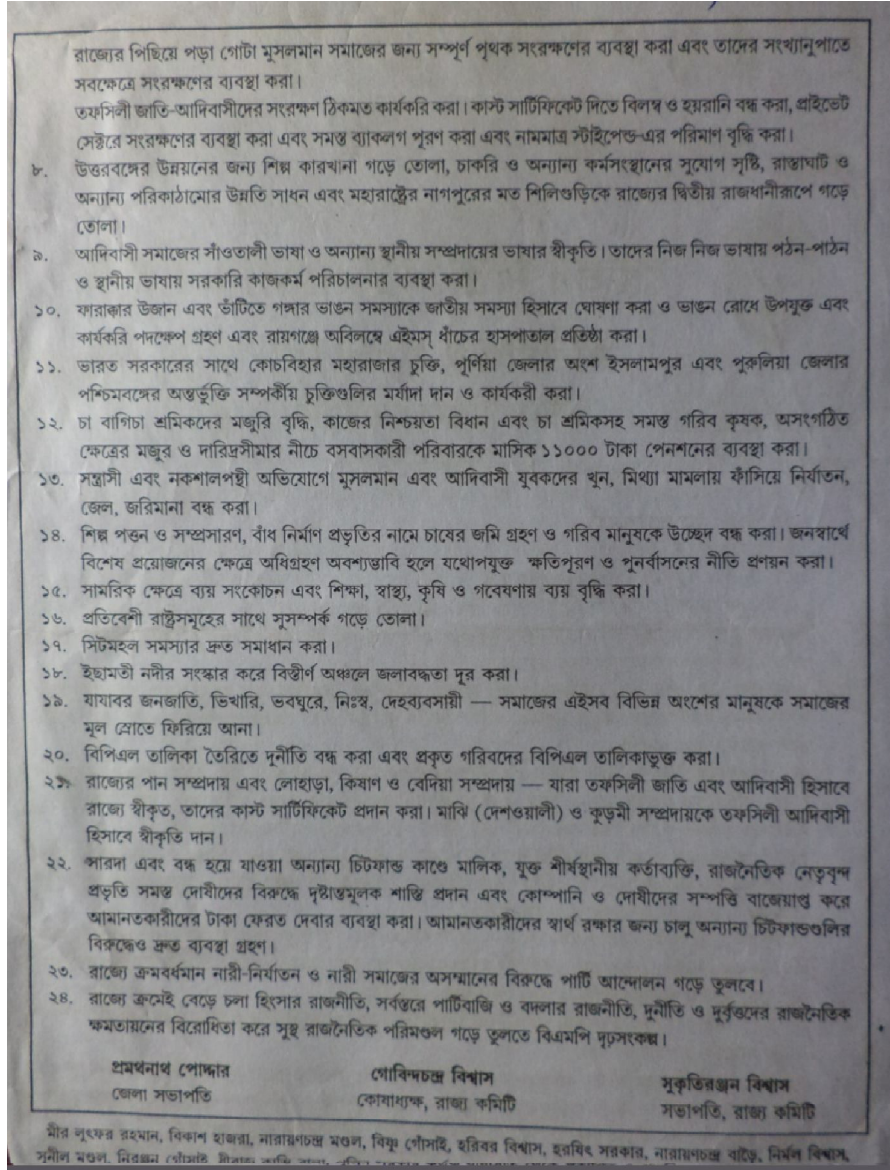 রাজ্যের পিছিয়ে পড়া গোটা মুসলমান সমাজের জন্য সম্পূর্ণ পৃথক সংরক্ষণের ব্যবস্থা করা এবং তাদের সংখ্যানুপাতে
সবক্ষেত্রে সংরক্ষণের ব্যবস্থা করা।
তফসিলী জাতি-আদিবাসীদের সংরক্ষণ ঠিকমত কার্যকরি করা। কাস্ট সার্টিফিকেট দিতে বিলম্ব ও হয়রানি বন্ধ করা, প্রাইভেট
সেক্টরে সংরক্ষণের ব্যবস্থা করা এবং সমস্ত ব্যাকলগ পূরণ করা এবং নামমাত্র স্টাইপেন্ড-এর পরিমাণ বৃদ্ধি করা।
৮. উত্তরবঙ্গের উন্নয়নের জন্য শিল্প কারখানা গড়ে তোলা, চাকরি ও অন্যান্য কর্মসংস্থানের সুযোগ সৃষ্টি, রাস্তাঘাট ও
অন্যান্য পরিকাঠামোর উন্নতি সাধন এবং মহারাষ্ট্রের নাগপুরের মত শিলিগুড়িকে রাজ্যের দ্বিতীয় রাজধানীরূপে গড়ে
তোলা।
৯. আদিবাসী সমাজের সাঁওতালী ভাষা ও অন্যান্য স্থানীয় সম্প্রদায়ের ভাষার স্বীকৃতি। তাদের নিজ নিজ ভাষায় পঠন-পাঠন
ও স্থানীয় ভাষায় সরকারি কাজকর্ম পরিচালনার ব্যবস্থা করা।
১০. ফারাক্কার উজান এবং ভাঁটিতে গঙ্গার ভাঙন সমস্যাকে জাতীয় সমস্যা হিসাবে ঘোষণা করা ও ভাঙন রোধে উপযুক্ত এবং
কার্যকরি পদক্ষেপ গ্রহণ এবং রায়গঞ্জে অবিলম্বে এইমস্ ধাঁচের হাসপাতাল প্রতিষ্ঠা করা।
১১. ভারত সরকারের সাথে কোচবিহার মহারাজার চুক্তি, পূর্ণিয়া জেলার অংশ ইসলামপুর এবং পুরুলিয়া জেলার
পশ্চিমবঙ্গের অন্তর্ভুক্তি সম্পর্কীয় চুক্তিগুলির মর্যাদা দান ও কার্যকরী করা।
১২. চা বাগিচা শ্রমিকদের মজুরি বৃদ্ধি, কাজের নিশ্চয়তা বিধান এবং চা শ্রমিকসহ সমস্ত গরিব কৃষক, অসংগঠিত
ক্ষেত্রের মজুর ও দারিদ্রসীমার নীচে বসবাসকারী পরিবারকে মাসিক ১১০০০ টাকা পেনশনের ব্যবস্থা করা।
১৩. সন্ত্রাসী এবং নকশালপন্থী অভিযোগে মুসলমান এবং আদিবাসী যুবকদের খুন, মিথ্যা মামলায় ফাঁসিয়ে নির্যাতন,
জেল, জরিমানা বন্ধ করা।
১৪. শিল্প পত্তন ও সম্প্রসারণ, বাঁধ নির্মাণ প্রভৃতির নামে চাষের জমি গ্রহণ ও গরিব মানুষকে উচ্ছেদ বন্ধ করা। জনস্বার্থে
বিশেষ প্রয়োজনের ক্ষেত্রে অধিগ্রহণ অবশ্যম্ভাবি হলে যথোপযুক্ত ক্ষতিপূরণ ও পুনর্বাসনের নীতি প্রণয়ন করা।
১৫. সামরিক ক্ষেত্রে ব্যয় সংকোচন এবং শিক্ষা, স্বাস্থ্য, কৃষি ও গবেষণায় ব্যয় বৃদ্ধি করা।
১৬. প্রতিবেশী রাষ্ট্রসমূহের সাথে সুসম্পর্ক গড়ে তোলা।
১৭. সিটমহল সমস্যার দ্রুত সমাধান করা।
১৮. ইছামতী নদীর সংস্কার করে বিস্তীর্ণ অঞ্চলে জলাবদ্ধতা দূর করা।
১৯. যাযাবর জনজাতি, ভিখারি, ভবঘুরে, নিঃস্ব, দেহব্যবসায়ী — সমাজের এইসব বিভিন্ন অংশের মানুষকে সমাজের
মূল স্রোতে ফিরিয়ে আনা।
২০. বিপিএল তালিকা তৈরিতে দুর্নীতি বন্ধ করা এবং প্রকৃত গরিবদের বিপিএল তালিকাভুক্ত করা।
২১. রাজ্যের পান সম্প্রদায় এবং লোহাড়া, কিষাণ ও বেদিয়া সম্প্রদায় — যারা তফসিলী জাতি এবং আদিবাসী হিসাবে
রাজ্যে স্বীকৃত, তাদের কাস্ট সার্টিফিকেট প্রদান করা। মাঝি (দেশওয়ালী) ও কুড়মী সম্প্রদায়কে তফসিলী আদিবাসী
হিসাবে স্বীকৃতি দান।
২২. সারদা এবং বন্ধ হয়ে যাওয়া অন্যান্য চিটফান্ড কাণ্ডে মালিক, যুক্ত শীর্ষস্থানীয় কর্তাব্যক্তি, রাজনৈতিক নেতৃবৃন্দ
প্রভৃতি সমস্ত দোষীদের বিরুদ্ধে দৃষ্টান্তমূলক শাস্তি প্রদান এবং কোম্পানি ও দোষীদের সম্পত্তি বাজেয়াপ্ত করে
আমানতকারীদের টাকা ফেরত দেবার ব্যবস্থা করা। আমানতকারীদের স্বার্থ রক্ষার জন্য চালু অন্যান্য চিটফান্ডগুলির
বিরুদ্ধেও দ্রুত ব্যবস্থা গ্রহণ।
২৩. রাজ্যে ক্রমবর্ধমান নারী-নির্যাতন ও নারী সমাজের অসম্মানের বিরুদ্ধে পার্টি আন্দোলন গড়ে তুলবে।
২৪. রাজ্যে ক্রমেই বেড়ে চলা হিংসার রাজনীতি, সর্বস্তরে পার্টিবাজি ও বদলার রাজনীতি, দুর্নীতি ও দুর্বৃত্তদের রাজনৈতিক
ক্ষমতায়নের বিরোধিতা করে সুস্থ রাজনৈতিক পরিমণ্ডল গড়ে তুলতে বিএমপি দৃঢ়সংকল্প।
প্রমথনাথ পোদ্দার গোবিন্দচন্দ্র বিশ্বাস সুকৃতিরঞ্জন বিশ্বাস
জেলা সভাপতি কোষাধ্যক্ষ, রাজ্য কমিটি সভাপতি, রাজ্য কমিটি
মীর লুৎফর রহমান, বিকাশ হাজরা, নারায়ণচন্দ্র মণ্ডল, বিষ্ণু গোঁসাই, হরিবর বিশ্বাস, হরষিৎ সরকার, নারায়ণচন্দ্র বাড়ৈ, নির্মল বিশ্বাস,
সুনীল মণ্ডল, নিরঞ্জন গোঁসাই